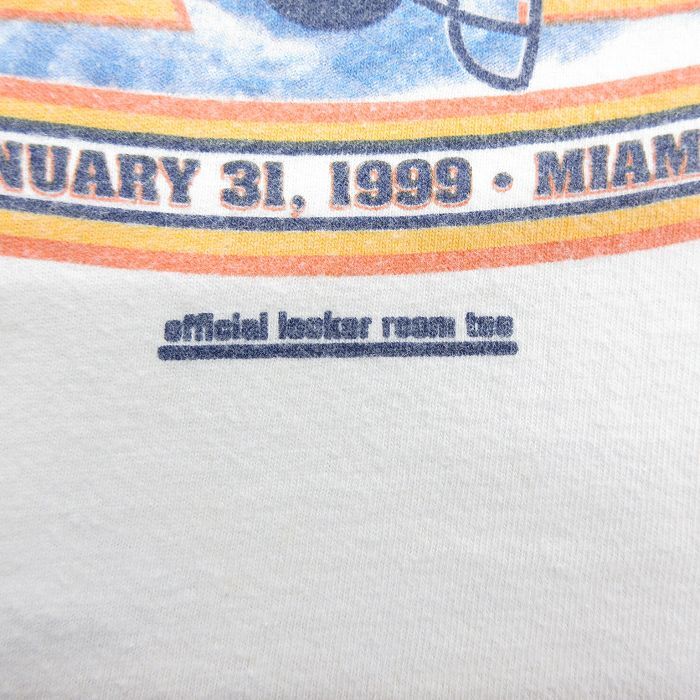 NUARY 31, 1999 • MIAM
official locker room tee